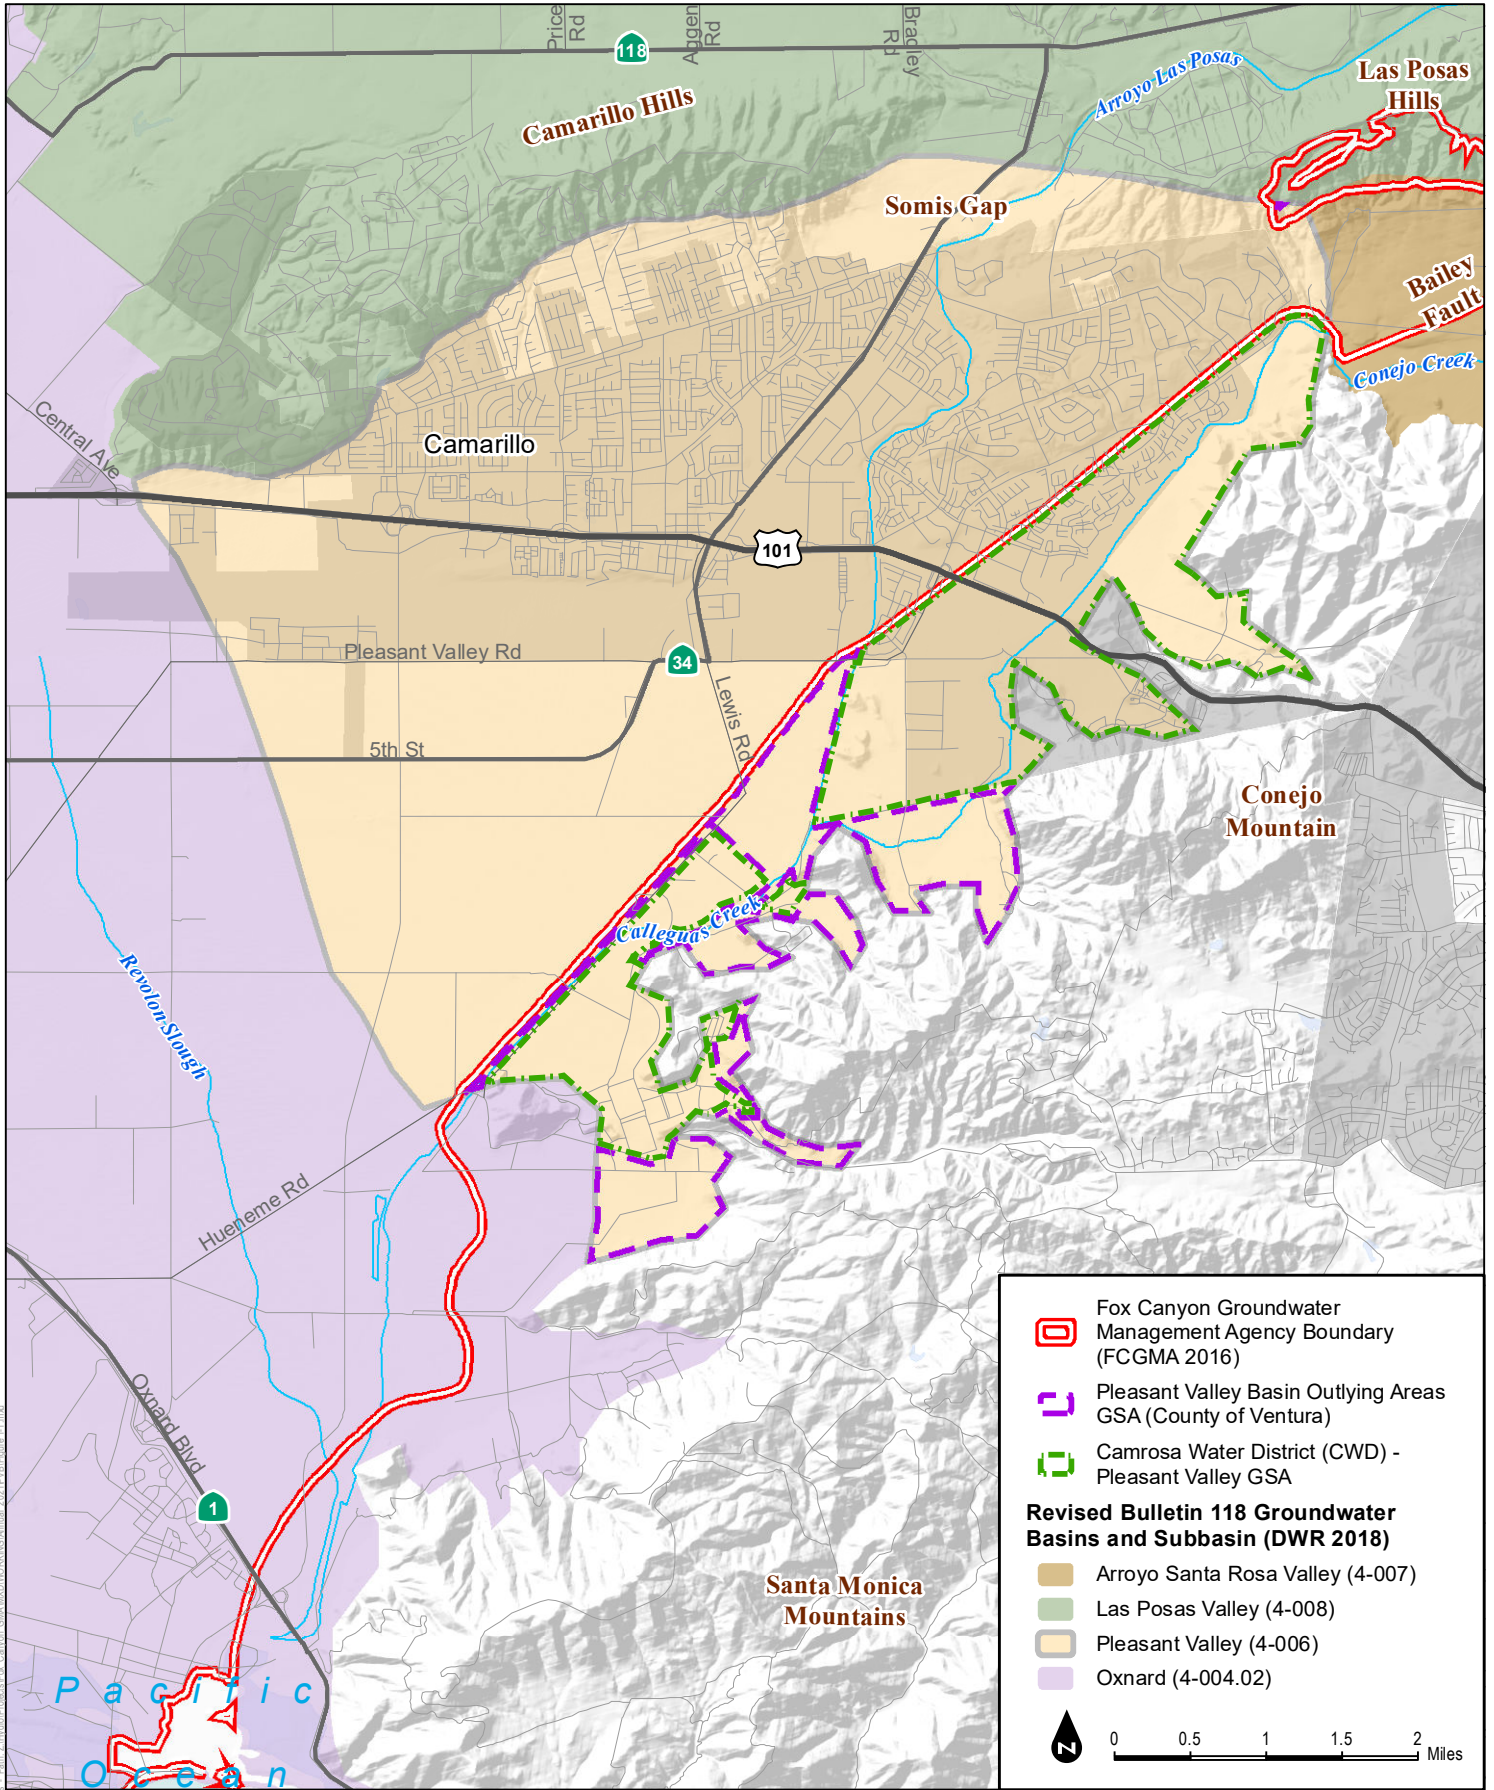 Price
Rd
Aggen
Rd
Bradley
Rd
118
Arroyo Las Posas
Las Posas
Hills
Camarillo Hills
Somis Gap
Bailey
Fault
Conejo Creek
Central Ave
Camarillo
101
Pleasant Valley Rd
34
Lewis Rd
5th St
Conejo
Mountain
Calleguas Creek
Revolon Slough
Hueneme Rd
Oxnard Blvd
1
Santa Monica
Mountains
Pacific
Ocean
Fox Canyon Groundwater
Management Agency Boundary
(FCGMA 2016)
Pleasant Valley Basin Outlying Areas
GSA (County of Ventura)
Camrosa Water District (CWD) -
Pleasant Valley GSA
Revised Bulletin 118 Groundwater
Basins and Subbasin (DWR 2018)
Arroyo Santa Rosa Valley (4-007)
Las Posas Valley (4-008)
Pleasant Valley (4-006)
Oxnard (4-004.02)
N
0 0.5 1 1.5 2
Miles